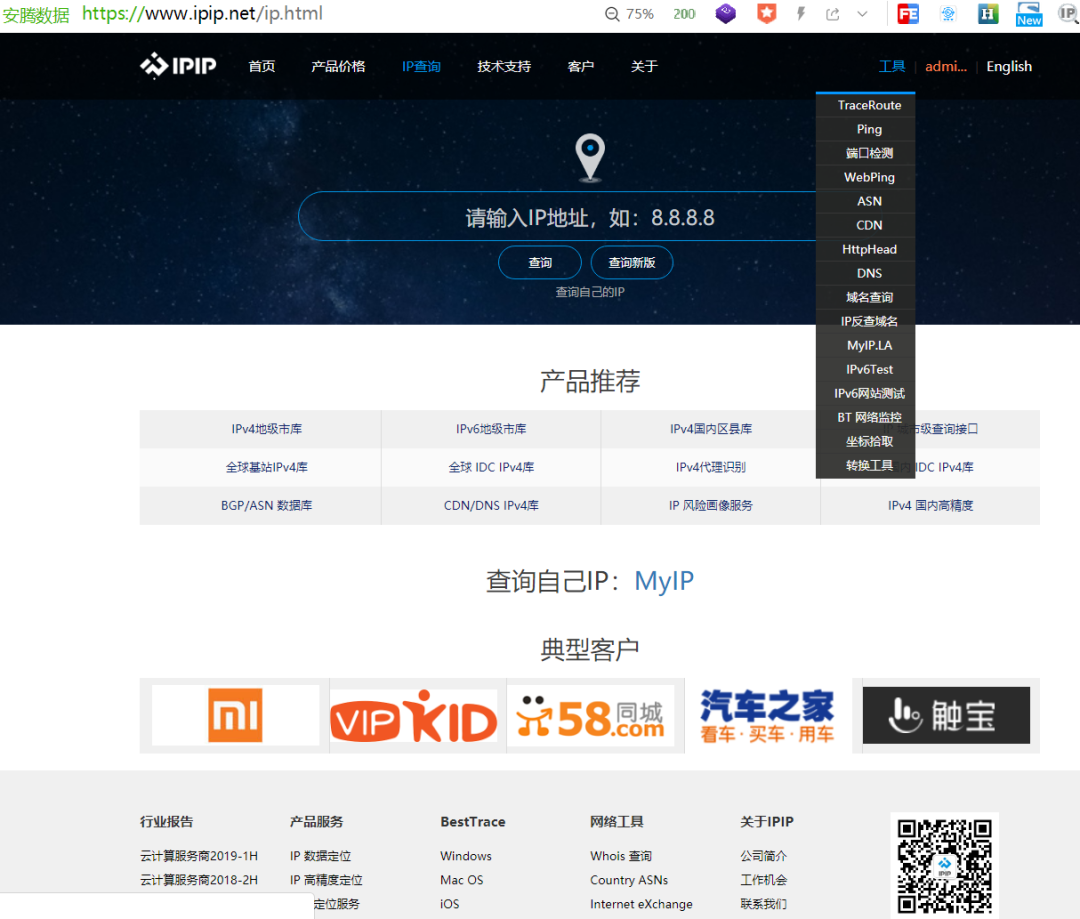 安腾数据 https://www.ipip.net/ip.html 75% 200 FE H New IP
IPIP 首页 产品价格 IP查询 技术支持 客户 关于 工具 admi... English
TraceRoute
Ping
端口检测
WebPing
ASN
CDN
HttpHead
DNS
域名查询
IP反查域名
MyIP.LA
IPv6Test
IPv6网站测试
BT 网络监控
坐标拾取
转换工具
请输入IP地址，如：8.8.8.8
查询 查询新版
查询自己的IP
产品推荐
IPv4地级市库 IPv6地级市库 IPv4国内区县库 市级查询接口
全球基站IPv4库 全球 IDC IPv4库 IPv4代理识别 IDC IPv4库
BGP/ASN 数据库 CDN/DNS IPv4库 IP 风险画像服务 IPv4 国内高精度
查询自己IP：MyIP
典型客户
VIPKID 58同城.com 汽车之家 看车·买车·用车 触宝
行业报告 产品服务 BestTrace 网络工具 关于IPIP
云计算服务商2019-1H IP 数据定位 Windows Whois 查询 公司简介
云计算服务商2018-2H IP 高精度定位 Mac OS Country ASNs 工作机会
定位服务 iOS Internet eXchange 联系我们
IPIP